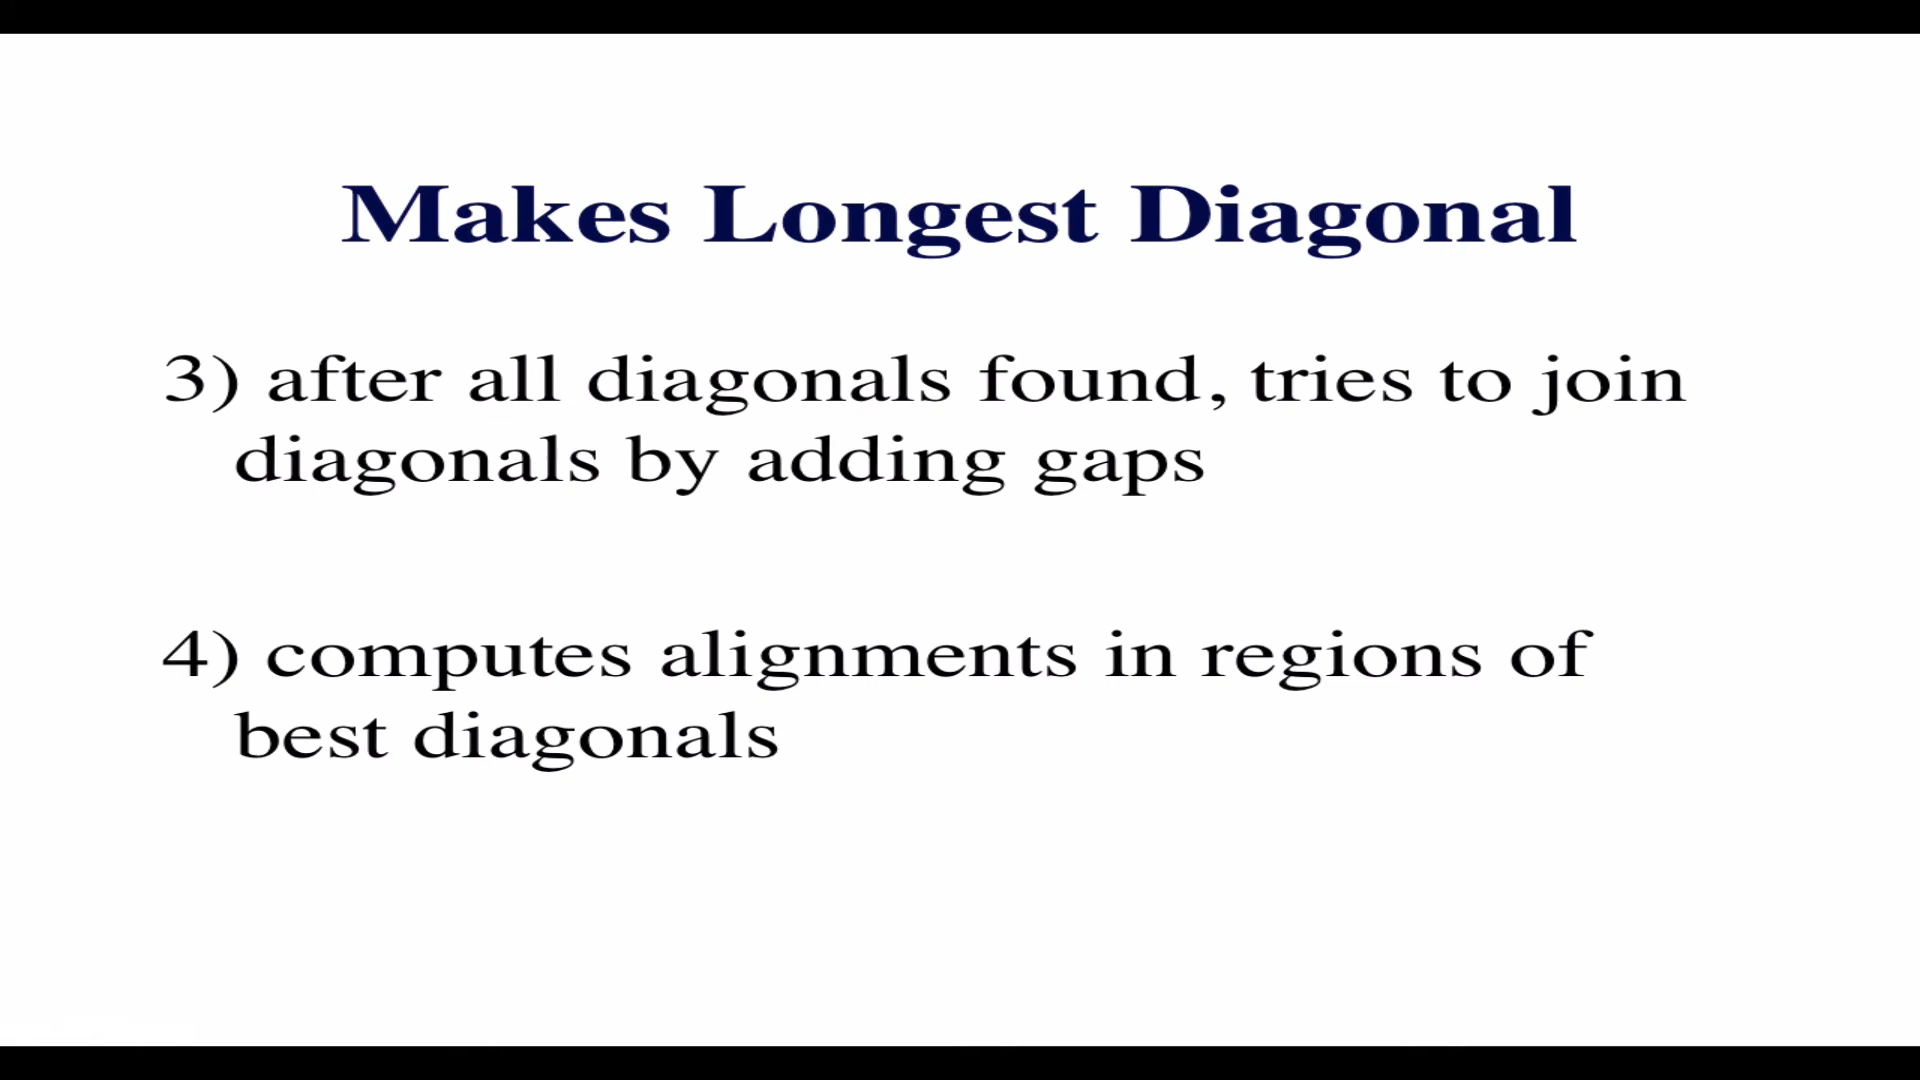 Makes Longest Diagonal
3) after all diagonals found, tries to join
diagonals by adding gaps
4) computes alignments in regions of
best diagonals